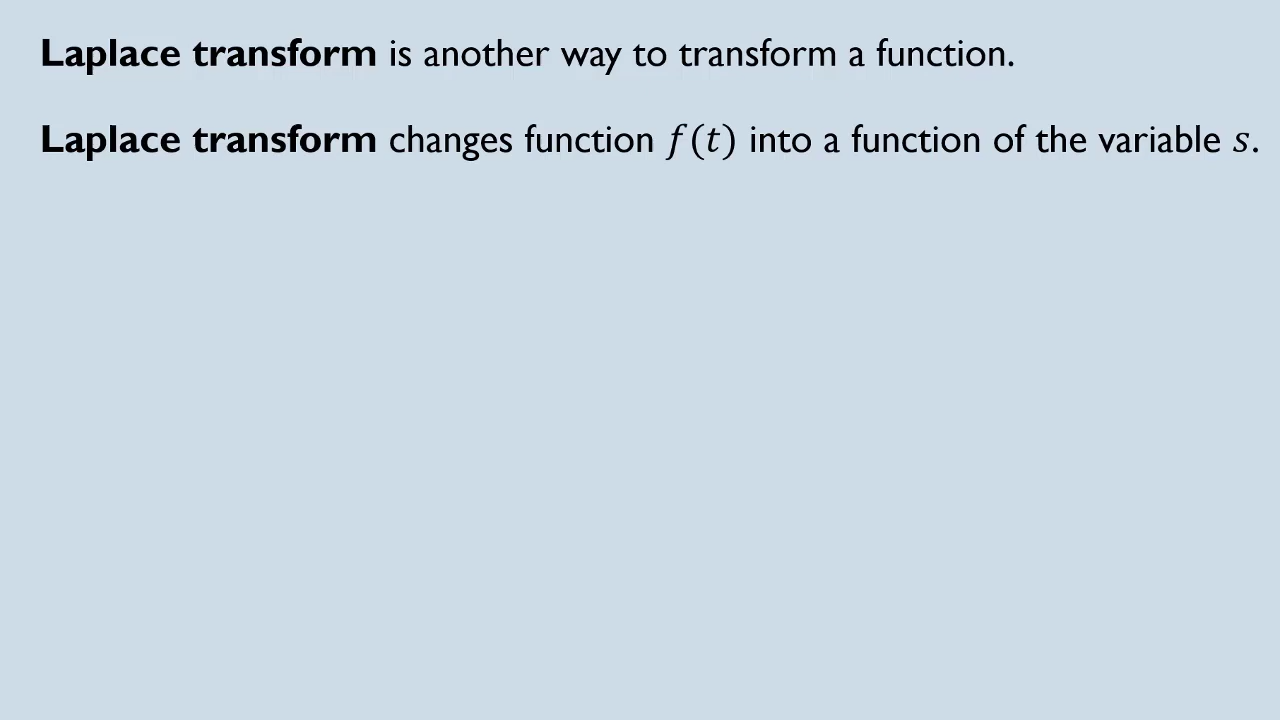 Laplace transform is another way to transform a function.
Laplace transform changes function f(t) into a function of the variable s.